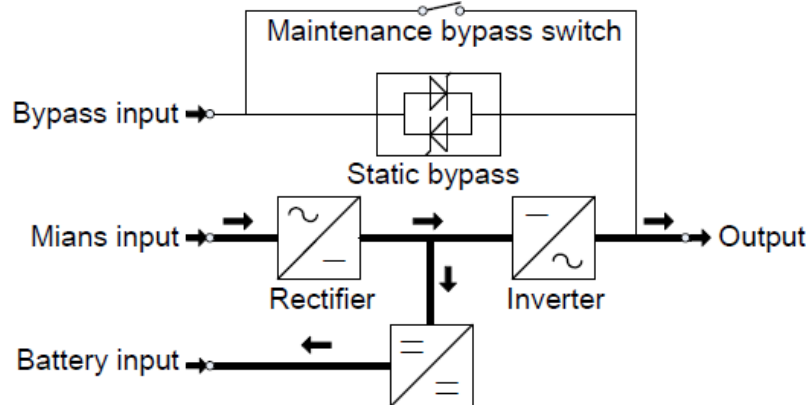 Maintenance bypass switch
Bypass input
Static bypass
Mians input
Output
Rectifier
Inverter
Battery input